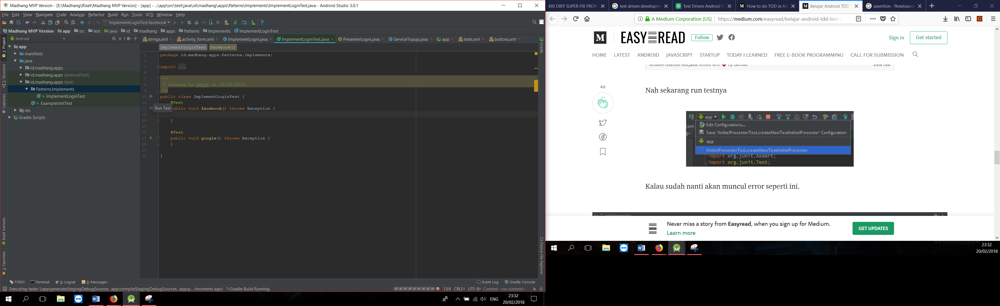 Madhang MVP Version - [E:\Madhang\Riset\Madhang MVP Version] - [app] - ...\app\src\test\java\id\madhang\apps\Patterns\Implements\ImplementLoginTest.java - Android Studio 3.0.1
File Edit View Navigate Code Analyze Refactor Build Run Tools VCS Window Help
ImplementLoginTest.facebook
Madhang MVP Version app src test java id madhang apps Patterns Implements ImplementLoginTest
Android
strings.xml activity_form.xml ImplementLogin.java ImplementLoginTest.java PresenterLogin.java ServiceTopup.java app texts.xml buttons.xml
ImplementLoginTest facebook()
1: Project
Z: Structure
Captures
Build Variants
2: Favorites
app
manifests
java
id.madhang.apps
id.madhang.apps (androidTest)
id.madhang.apps (test)
Patterns.Implements
ImplementLoginTest
ExampleUnitTest
res
Gradle Scripts
1 package id.madhang.apps.Patterns.Implements;
2
3 import ...
6
7 /**
8 * Created by denyb on 20/02/2018.
9 */
10 public class ImplementLoginTest {
11 @Test
12 public void facebook() throws Exception {
13
14 }
15
16 @Test
17 public void google() throws Exception {
18 }
19
20 }
Run Test
Gradle
Device File Explorer
TODO Terminal 6: Logcat 0: Messages Event Log Gradle Console
Executing tasks: [:app:generateStagingDebugSources, :app:compileStagingDebugSources, :app:p... (moments ago) Gradle Build Running 13:9 CRLF UTF-8 Context: <no context>
ENG
23:32
20/02/2018
KKI DIKY SUPER FIX FROM test driven developme Test Driven Android D How to do TDD in An Belajar Android TDD assertion - Penelusuran
A Medium Corporation (US) https://medium.com/easyread/belajar-android-tdd-test-d
M EASY READ Follow Sign in Get started
HOME LATEST ANDROID JAVASCRIPT STARTUP TODAY I LEARNED FREE E-BOOK PROGRAMMING CALL FOR SUBMISSION
ArtikelPresenterTest.java hosted with ❤ by GitHub view raw
46
Nah sekarang run testnya
app VCS VCS
Edit Configurations...
com
Save 'ArtikelPresenterTest.createNewTestArtikelPresenter' Configuration
app
ArtikelPresenterTest.createNewTestArtikelPresenter
import org.junit.Assert;
import org.junit.Test;
Kalau sudah nanti akan muncul error seperti ini.
Run ArtikelPresenterTest
Never miss a story from Easyread, when you sign up for Medium.
Learn more
GET UPDATES
23:32
20/02/2018